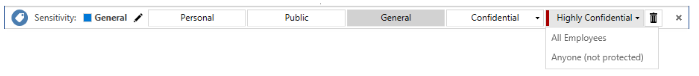 Sensitivity: General Personal Public General Confidential Highly Confidential
All Employees
Anyone (not protected)